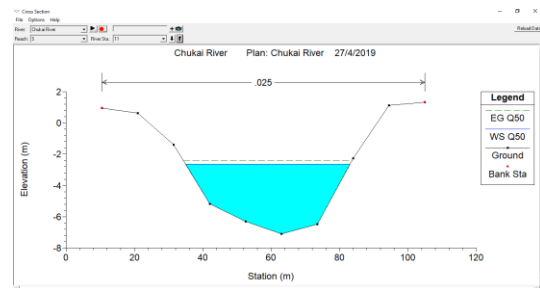 Cross Section
File Options Help
River: Chukai River
Reload Data
Reach: S River Sta.: 11
Chukai River Plan: Chukai River 27/4/2019
.025
Legend
EG Q50
WS Q50
Ground
Bank Sta
Elevation (m)
2
0
-2
-4
-6
-8
0 20 40 60 80 100 120
Station (m)